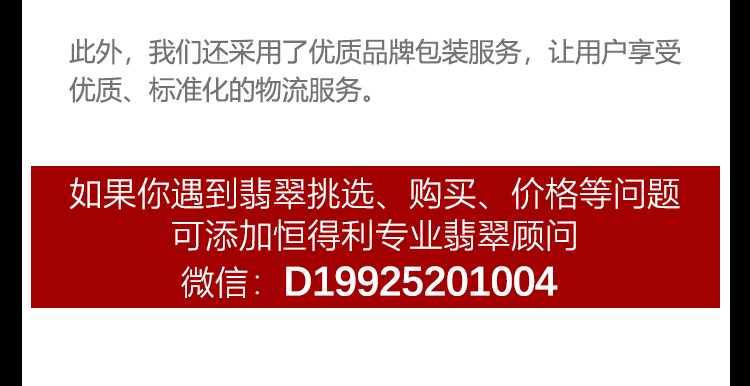 此外，我们还采用了优质品牌包装服务，让用户享受
优质、标准化的物流服务。
如果你遇到翡翠挑选、购买、价格等问题
可添加恒得利专业翡翠顾问
微信：D19925201004